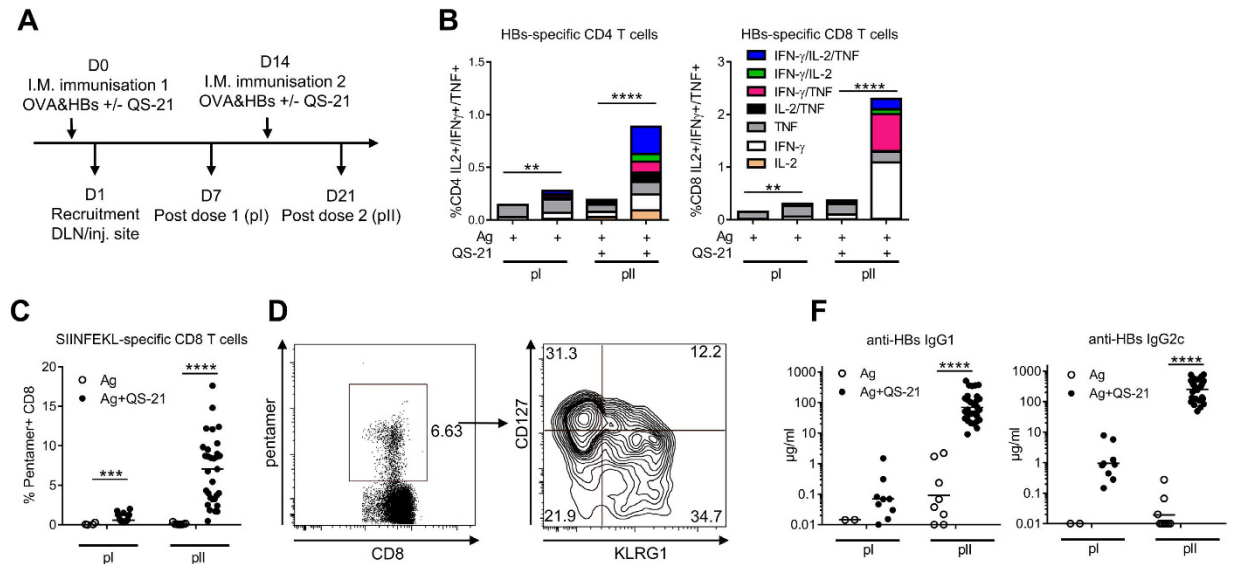 A
D0
I.M. immunisation 1
OVA&HBs +/- QS-21
D14
I.M. immunisation 2
OVA&HBs +/- QS-21
D1
Recruitment
DLN/inj. site
D7
Post dose 1 (pI)
D21
Post dose 2 (pII)
B
HBs-specific CD4 T cells
%CD4 IL2+/IFNγ+/TNF+
1.5
1.0
0.5
0.0
**
****
Ag + + + +
QS-21 + +
pI pII
HBs-specific CD8 T cells
%CD8 IL2+/IFNγ+/TNF+
3
2
1
0
IFN-γ/IL-2/TNF
IFN-γ/IL-2
IFN-γ/TNF
IL-2/TNF
TNF
IFN-γ
IL-2
**
****
Ag + + + +
QS-21 + +
pI pII
C
SIINFEKL-specific CD8 T cells
% Pentamer+ CD8
20
15
10
5
0
Ag
Ag+QS-21
***
****
pI pII
D
pentamer
6.63
CD8
CD127
31.3 12.2
21.9 34.7
KLRG1
F
anti-HBs IgG1
µg/ml
1000
100
10
1
0.1
0.01
Ag
Ag+QS-21
****
pI pII
anti-HBs IgG2c
µg/ml
1000
100
10
1
0.1
0.01
Ag
Ag+QS-21
****
pI pII